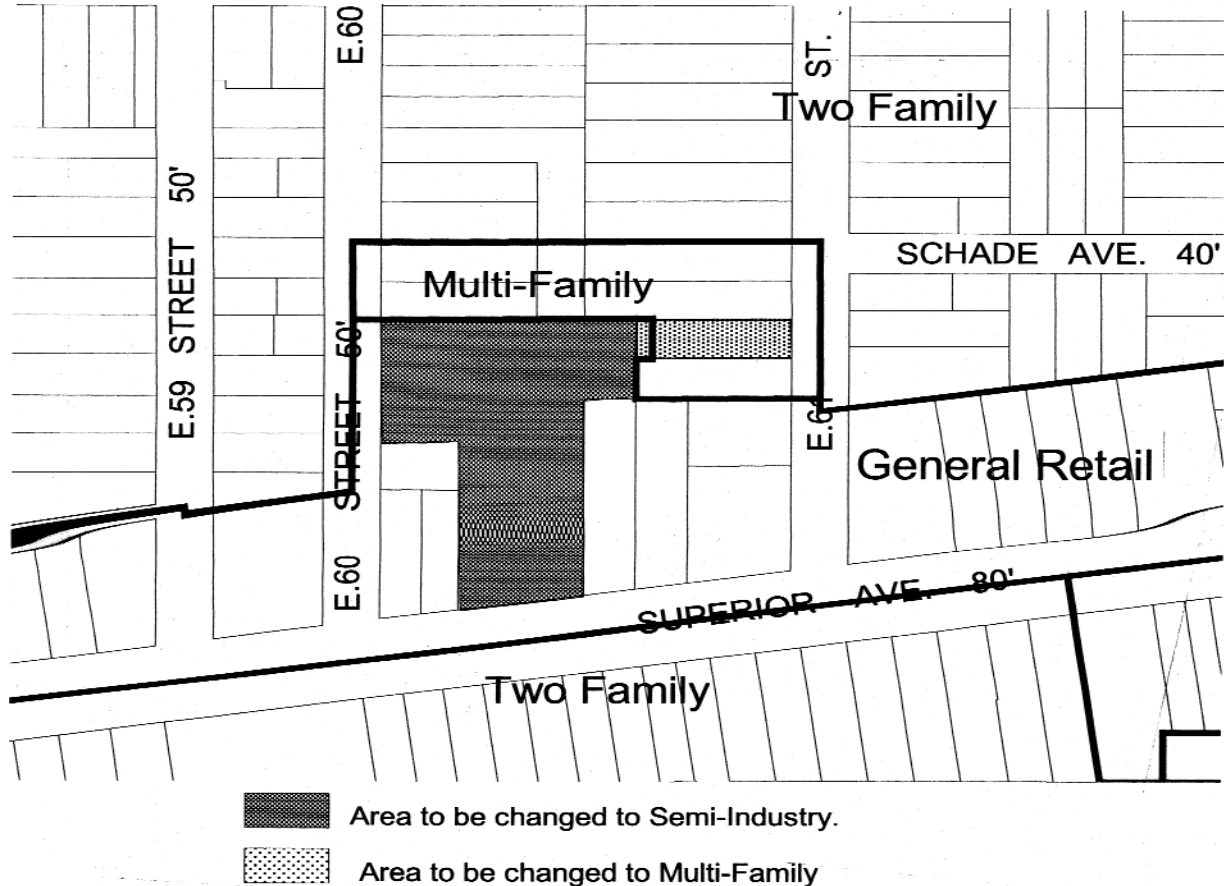 E.60
ST.
Two Family
E.59 STREET 50'
SCHADE AVE. 40'
Multi-Family
E.60 STREET 50'
E.61
General Retail
SUPERIOR AVE. 80'
Two Family
Area to be changed to Semi-Industry.
Area to be changed to Multi-Family